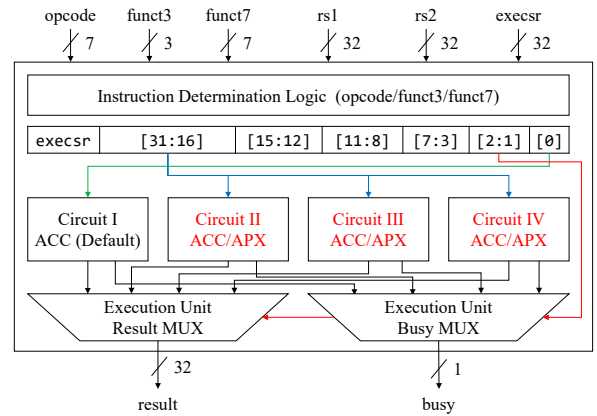 opcode funct3 funct7 rs1 rs2 execsr
7 3 7 32 32 32
Instruction Determination Logic (opcode/funct3/funct7)
execsr [31:16] [15:12] [11:8] [7:3] [2:1] [0]
Circuit I Circuit II Circuit III Circuit IV
ACC (Default) ACC/APX ACC/APX ACC/APX
Execution Unit Execution Unit
Result MUX Busy MUX
32 1
result busy